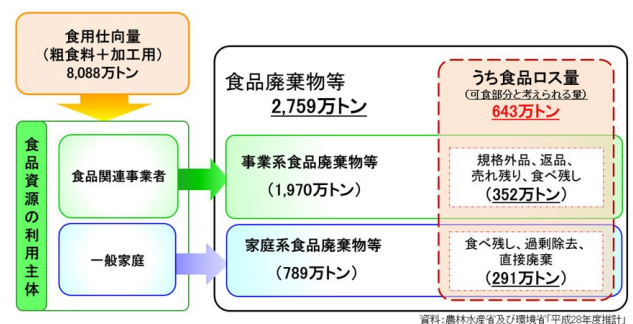 食用仕向量
（粗食料＋加工用）
8,088万トン
食品資源の利用主体
食品関連事業者
一般家庭
食品廃棄物等
2,759万トン
うち食品ロス量
（可食部分と考えられる量）
643万トン
事業系食品廃棄物等
（1,970万トン）
規格外品、返品、
売れ残り、食べ残し
（352万トン）
家庭系食品廃棄物等
（789万トン）
食べ残し、過剰除去、
直接廃棄
（291万トン）
資料：農林水産省及び環境省「平成28年度推計」